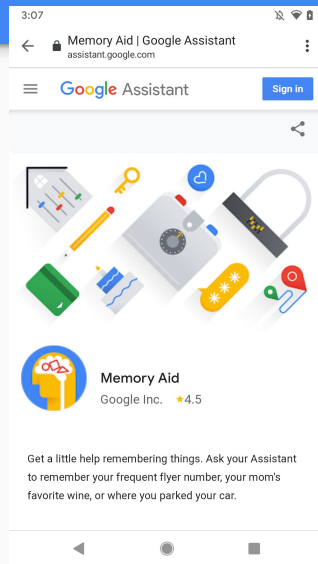 3:07
Memory Aid | Google Assistant
assistant.google.com
Google Assistant
Sign in
Memory Aid
Google Inc. ★4.5
Get a little help remembering things. Ask your Assistant
to remember your frequent flyer number, your mom's
favorite wine, or where you parked your car.